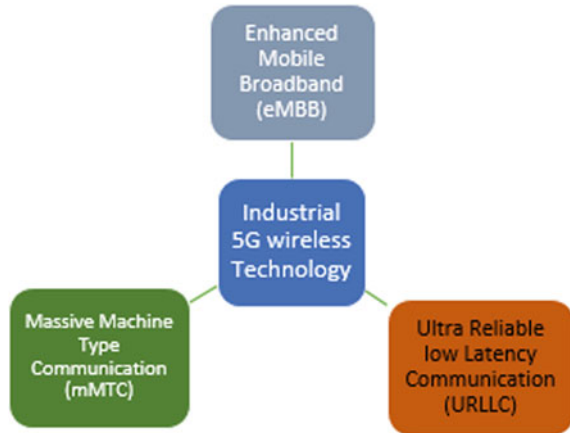 Enhanced
Mobile
Broadband
(eMBB)
Industrial
5G wireless
Technology
Massive Machine
Type
Communication
(mMTC)
Ultra Reliable
low Latency
Communication
(URLLC)